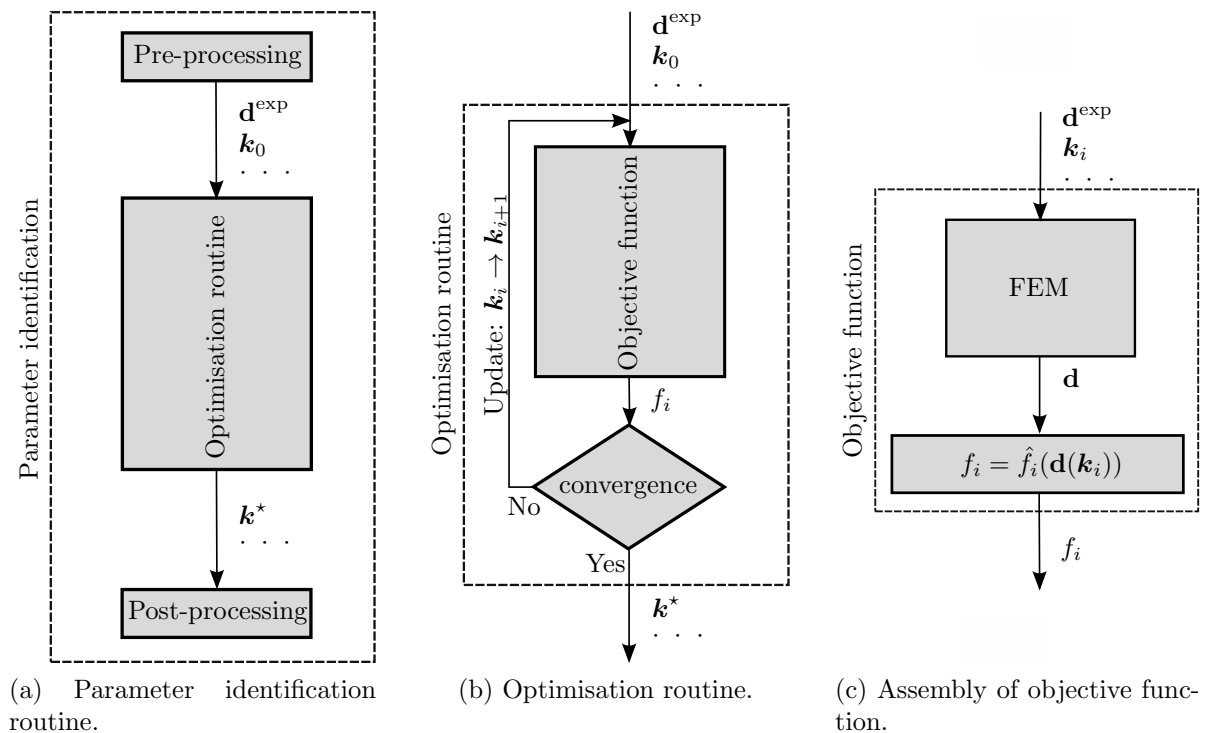 Parameter identification
Pre-processing
d^exp
k_0
. . .
Optimisation routine
k^⋆
. . .
Post-processing
(a) Parameter identification
routine.
d^exp
k_0
. . .
Optimisation routine
Update: k_i → k_{i+1}
Objective function
f_i
convergence
No
Yes
k^⋆
. . .
(b) Optimisation routine.
d^exp
k_i
. . .
Objective function
FEM
d
f_i = \hat{f}_i(d(k_i))
f_i
(c) Assembly of objective func-
tion.